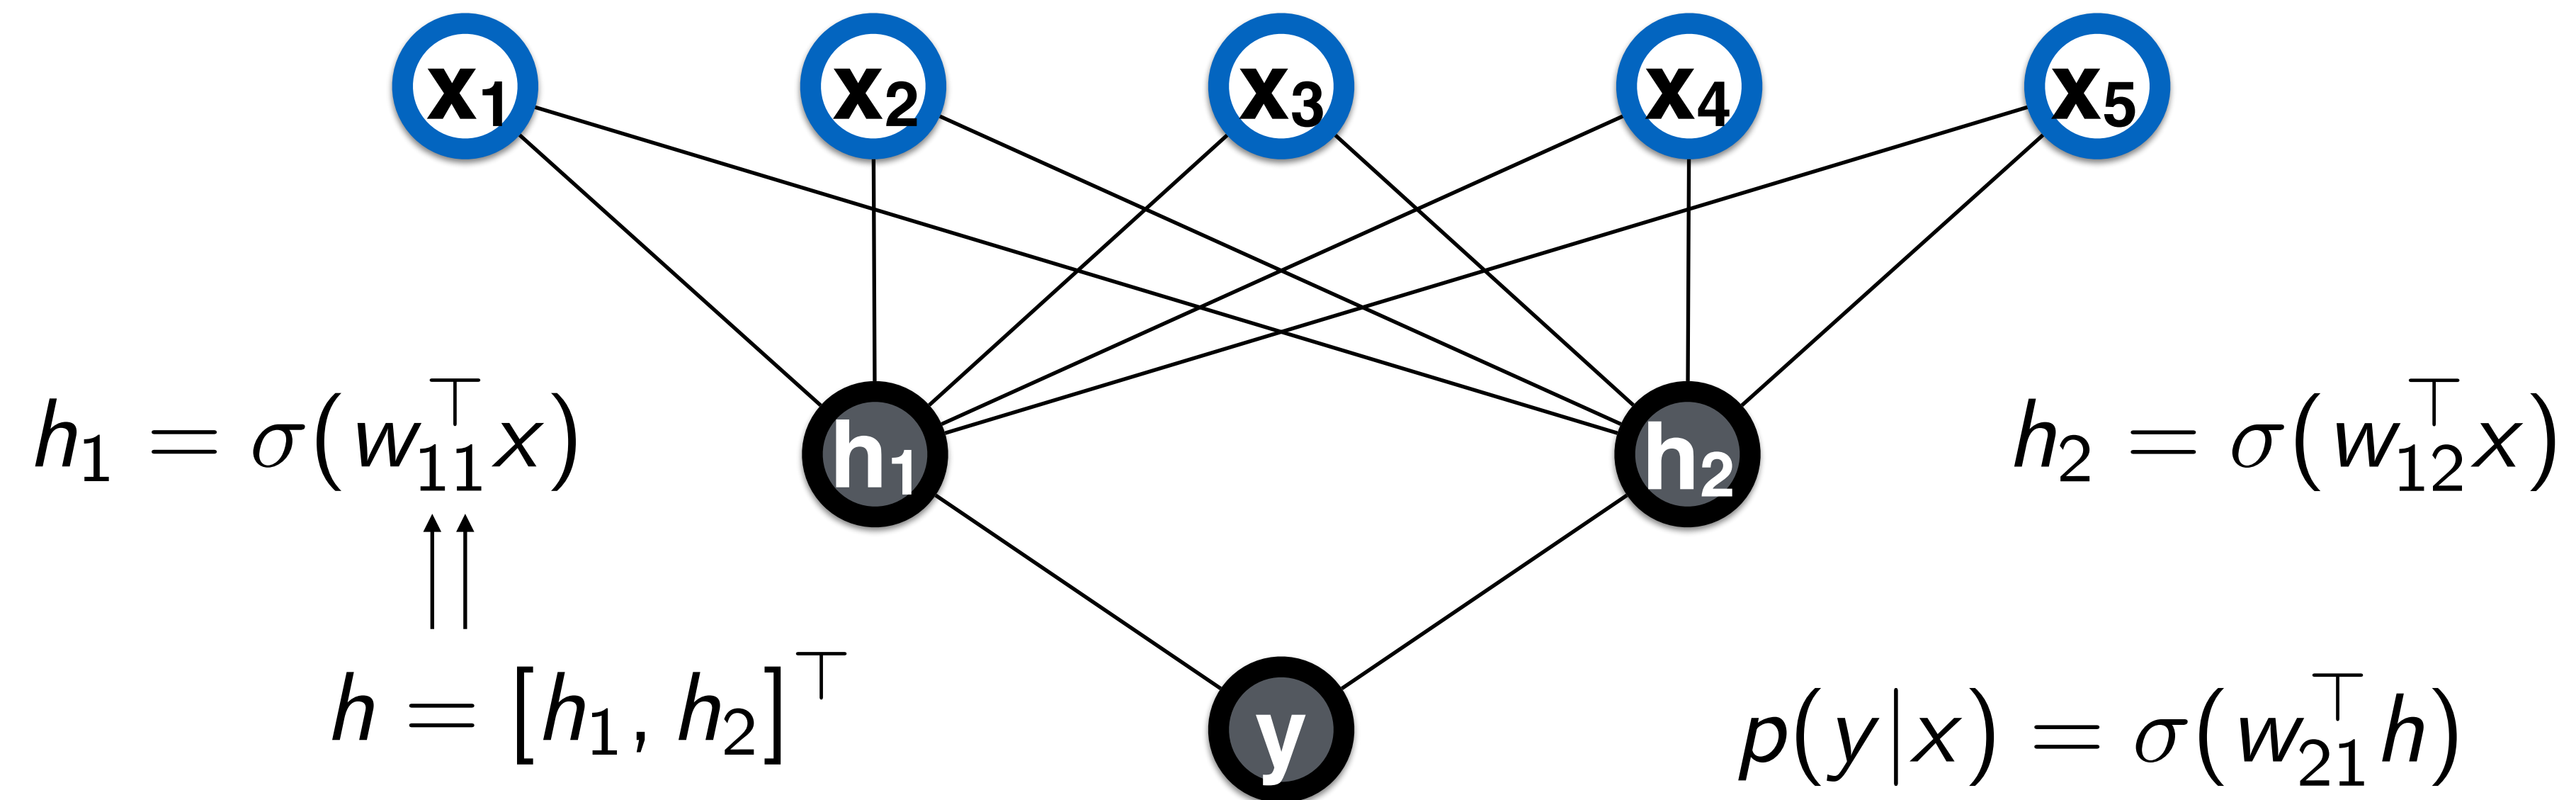 x₁ x₂ x₃ x₄ x₅
h₁ = σ(w₁₁⊤x) h₁ h₂ h₂ = σ(w₁₂⊤x)
h = [h₁, h₂]⊤ y p(y|x) = σ(w₂₁⊤h)